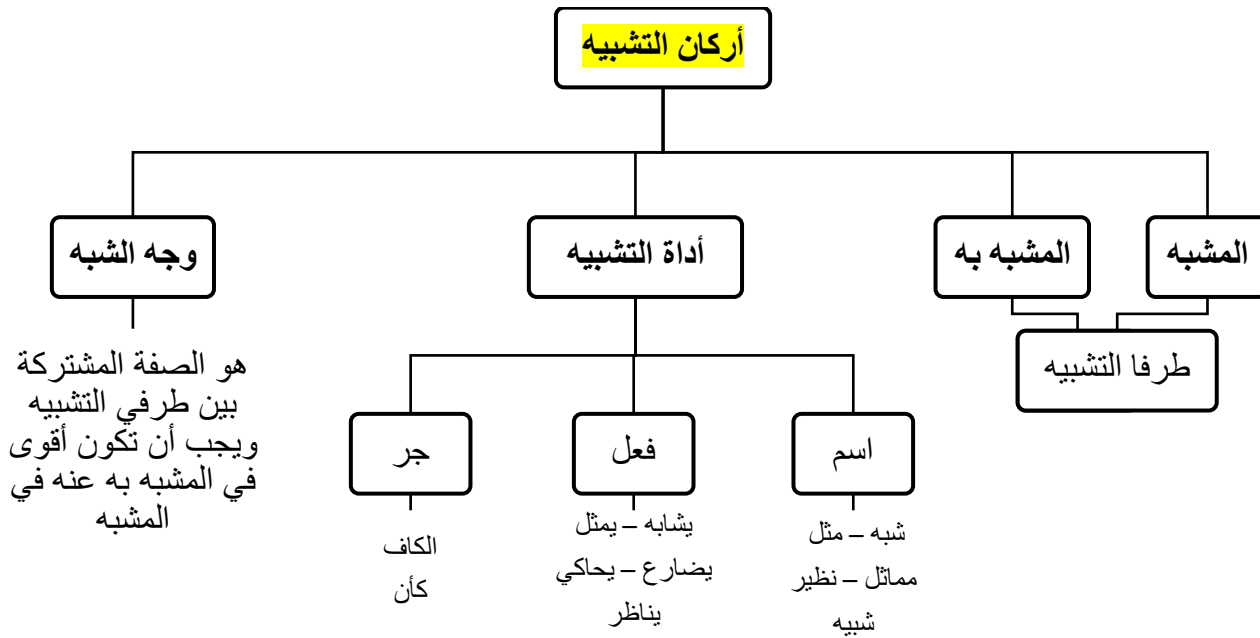 أركان التشبيه
المشبه
المشبه به
أداة التشبيه
وجه الشبه
طرفا التشبيه
هو الصفة المشتركة
بين طرفي التشبيه
ويجب أن تكون أقوى
في المشبه به عنه في
المشبه
اسم
فعل
جر
شبه – مثل
مماثل – نظير
شبيه
يشابه – يمثل
يضارع – يحاكي
يناظر
الكاف
كأن